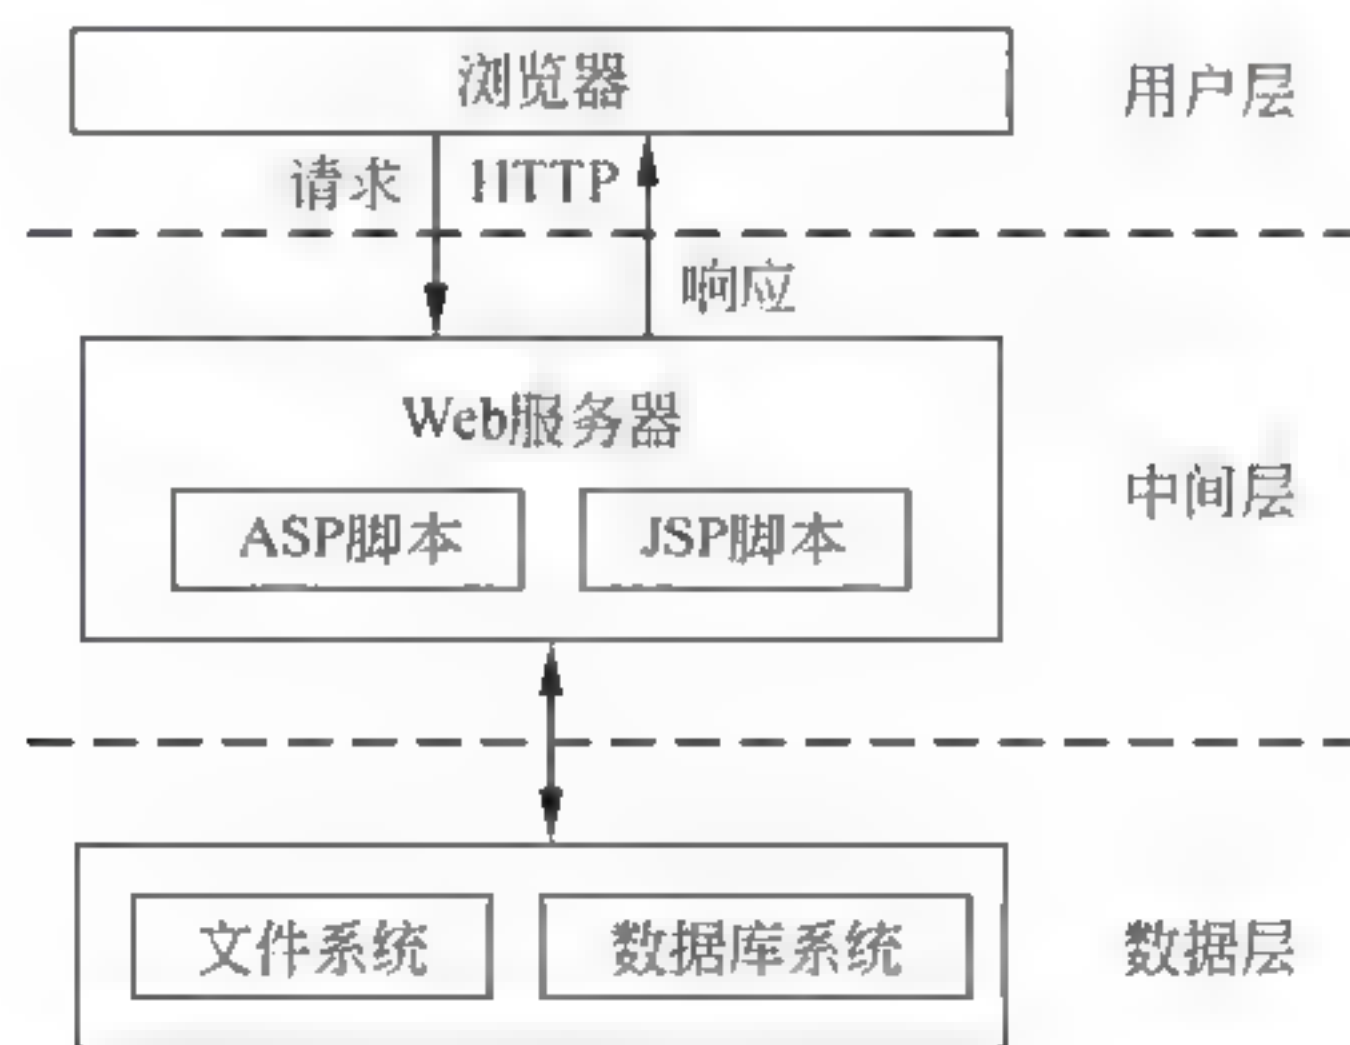 浏览器
用户层
请求
HTTP
响应
Web服务器
中间层
ASP脚本
JSP脚本
文件系统
数据库系统
数据层